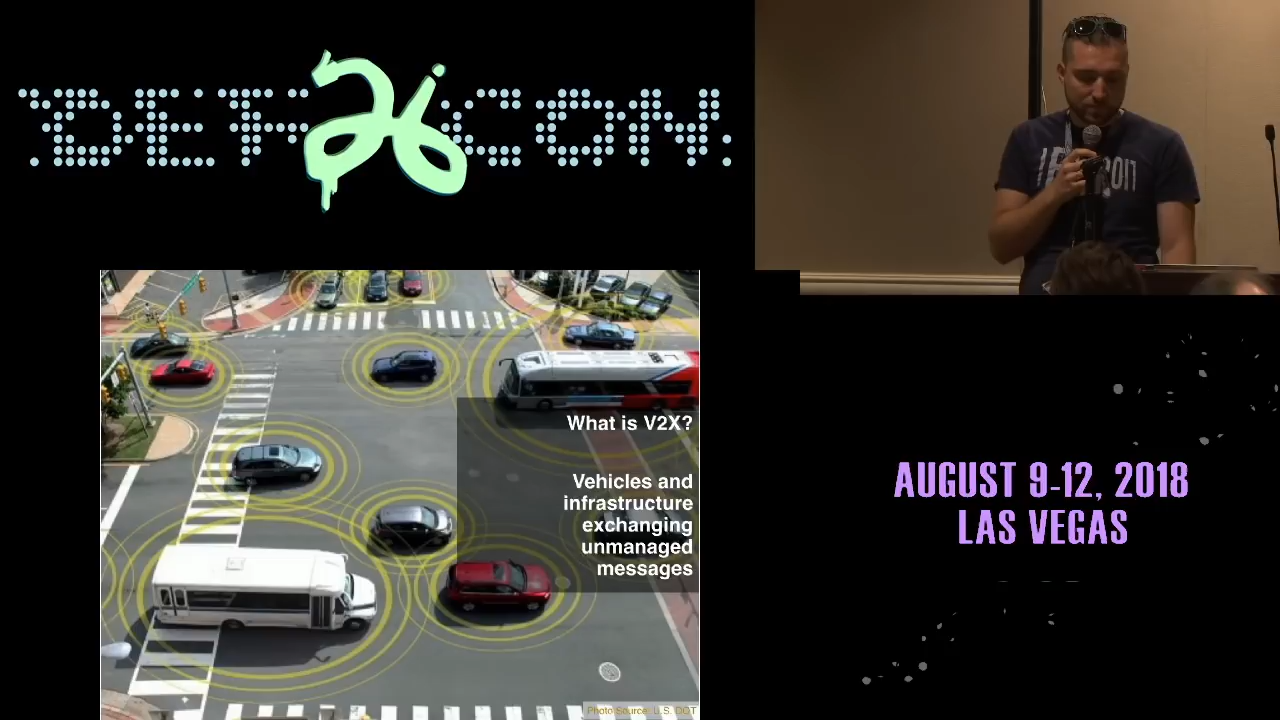 DEF CON
26
What is V2X?
Vehicles and
infrastructure
exchanging
unmanaged
messages
Photo Source: U.S. DOT
AUGUST 9-12, 2018
LAS VEGAS